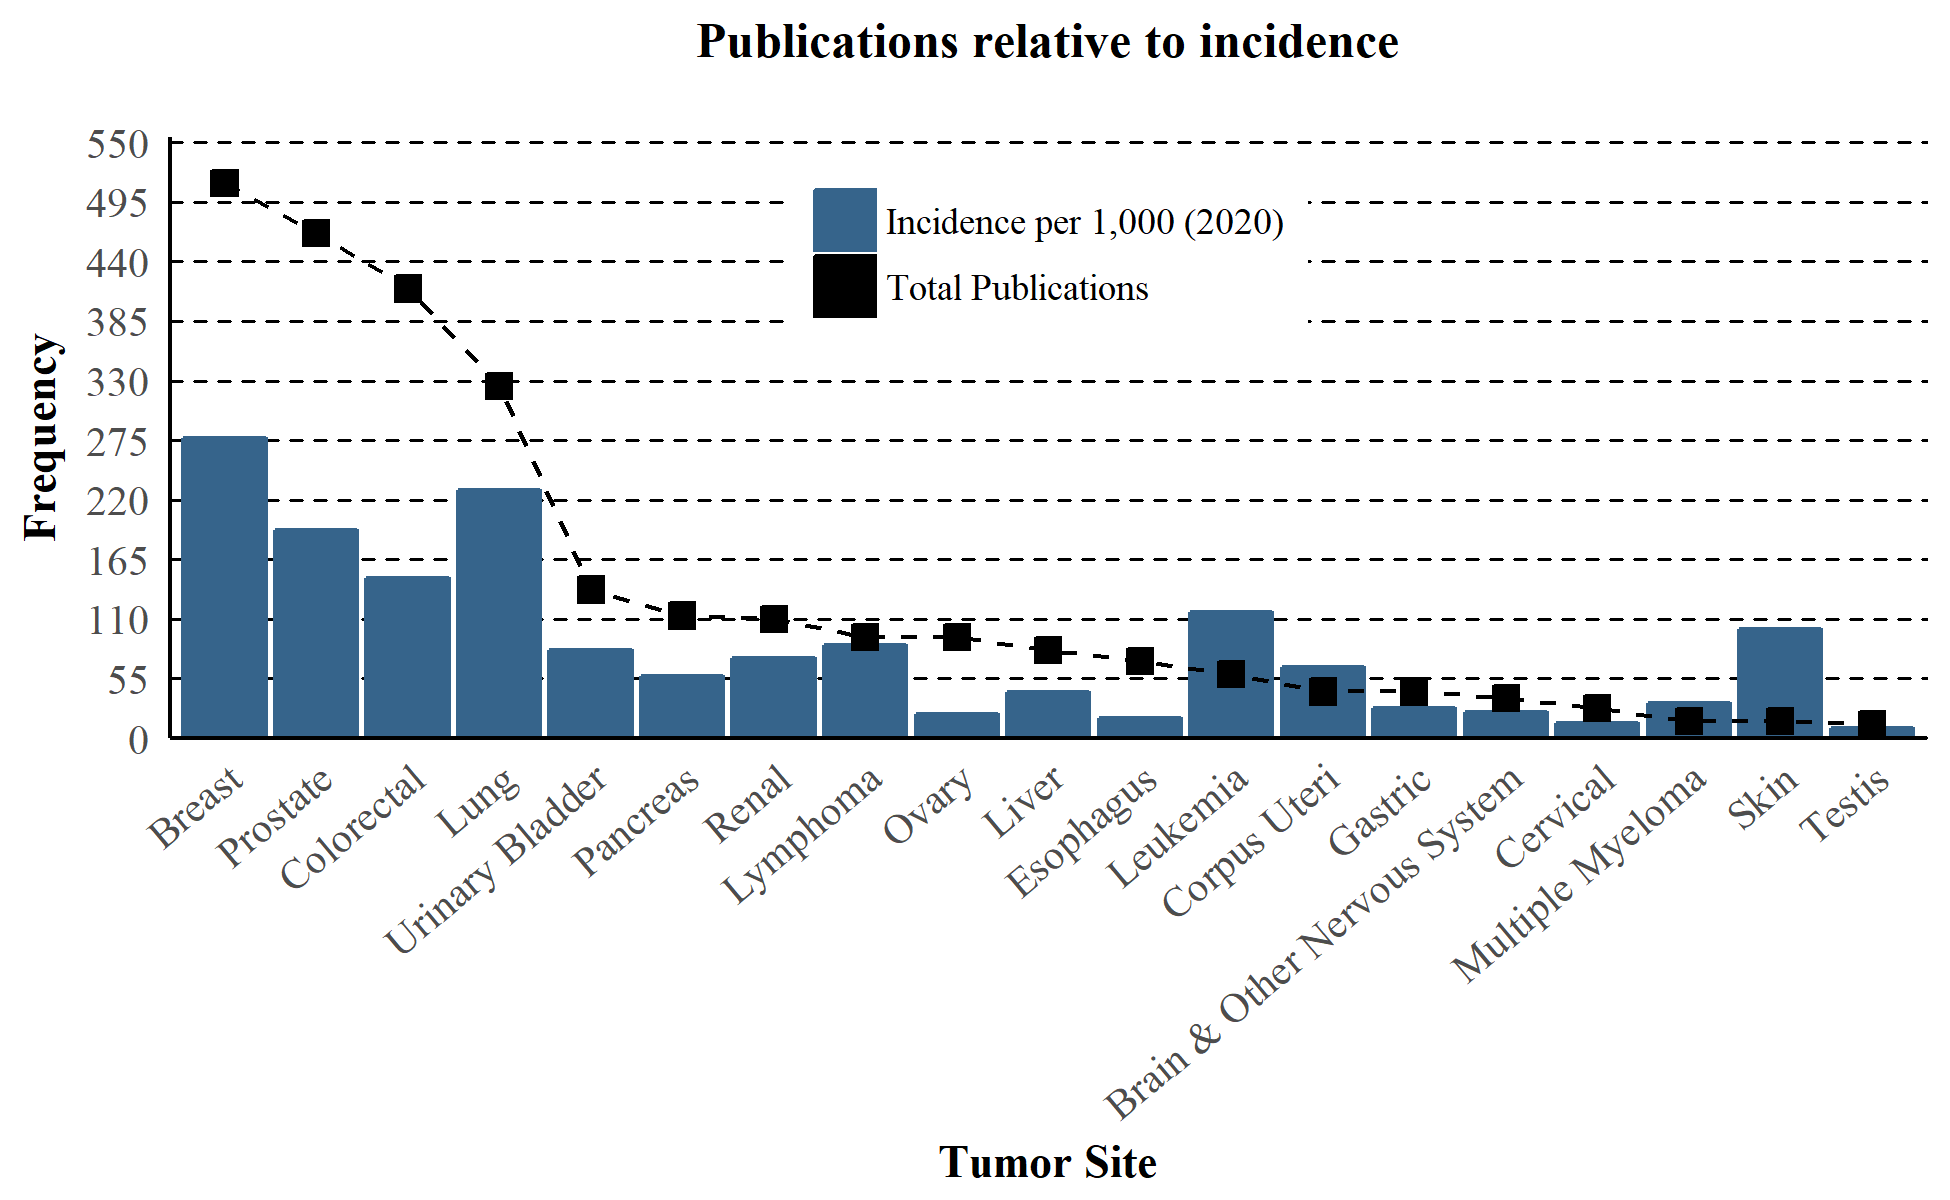 Publications relative to incidence
550
495
440
385
330
275
220
165
110
55
0
Frequency
Incidence per 1,000 (2020)
Total Publications
Breast
Prostate
Colorectal
Lung
Urinary Bladder
Pancreas
Renal
Lymphoma
Ovary
Liver
Esophagus
Leukemia
Corpus Uteri
Gastric
Brain & Other Nervous System
Cervical
Multiple Myeloma
Skin
Testis
Tumor Site